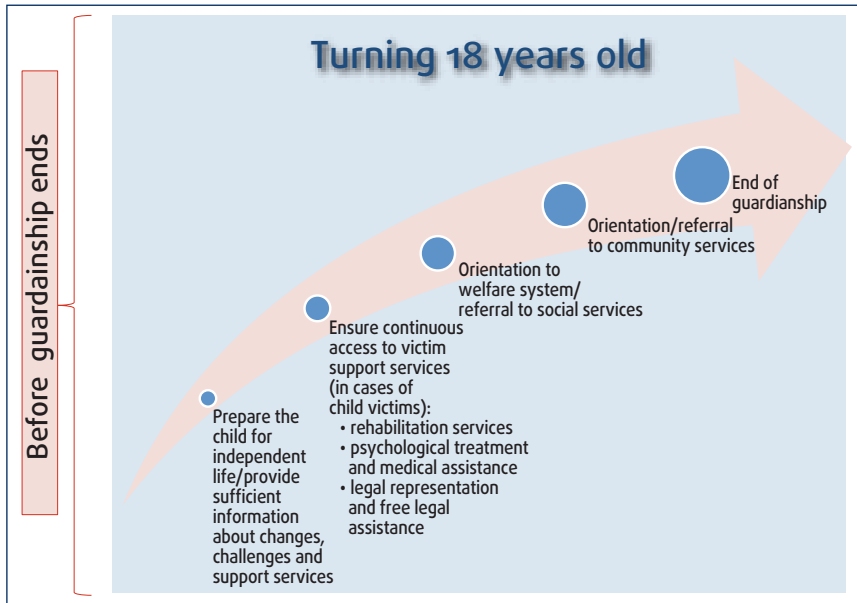 Turning 18 years old
Before guardainship ends
Prepare the
child for
independent
life/provide
sufficient
information
about changes,
challenges and
support services
Ensure continuous
access to victim
support services
(in cases of
child victims):
• rehabilitation services
• psychological treatment
and medical assistance
• legal representation
and free legal
assistance
Orientation to
welfare system/
referral to social services
Orientation/referral
to community services
End of
guardianship